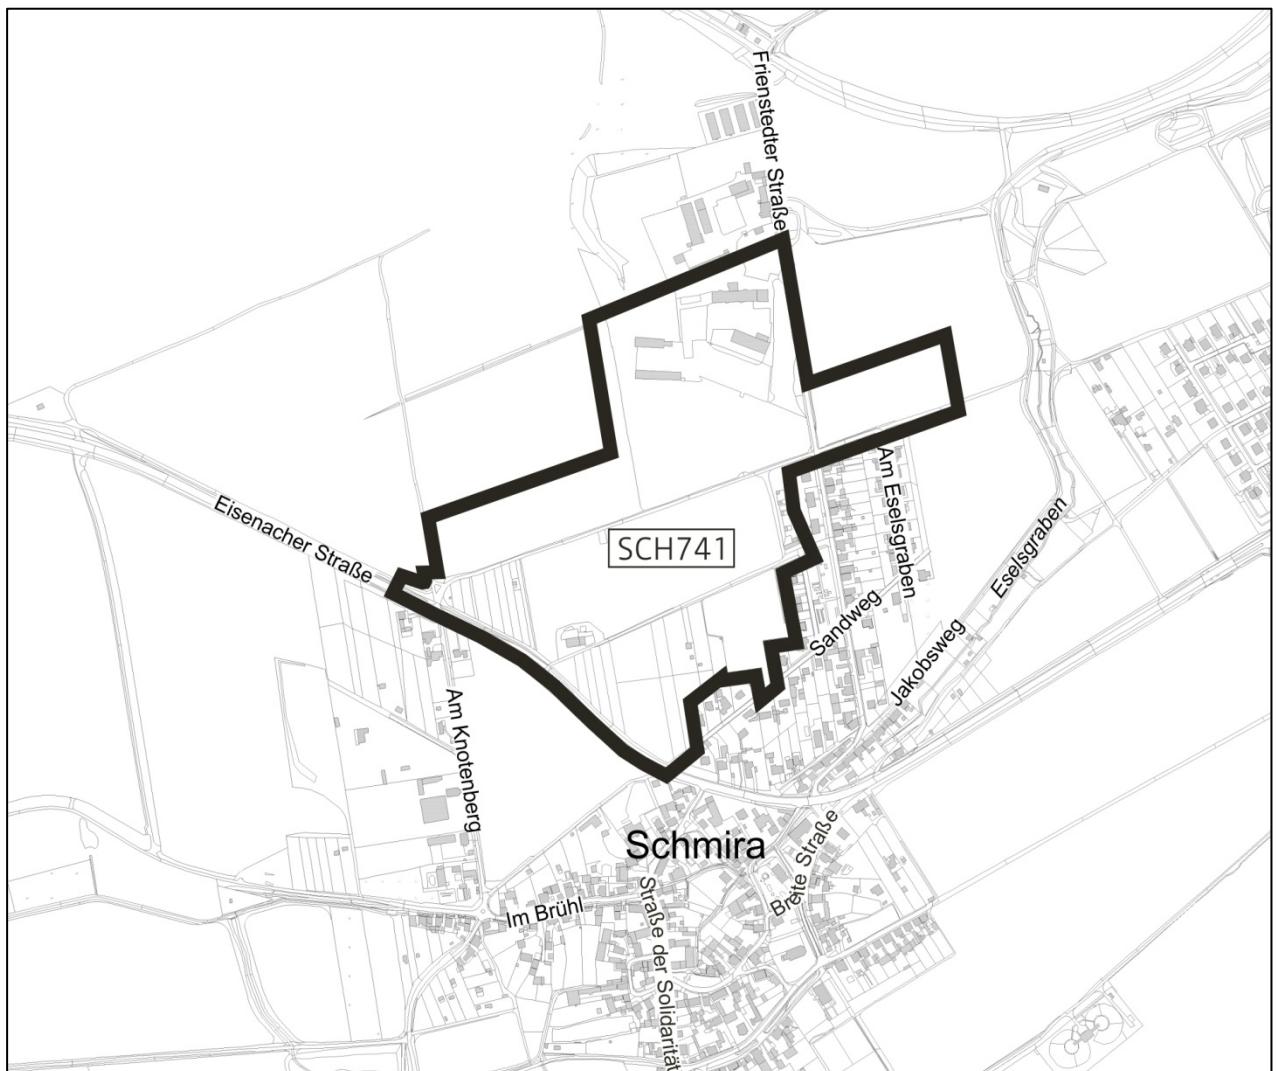 Frienstedter Straße
Eisenacher Straße
SCH741
Am Eselsgraben
Eselsgraben
Sandweg
Jakobsweg
Am Knotenberg
Schmira
Breite Straße
Im Brühl
Straße der Solidarität